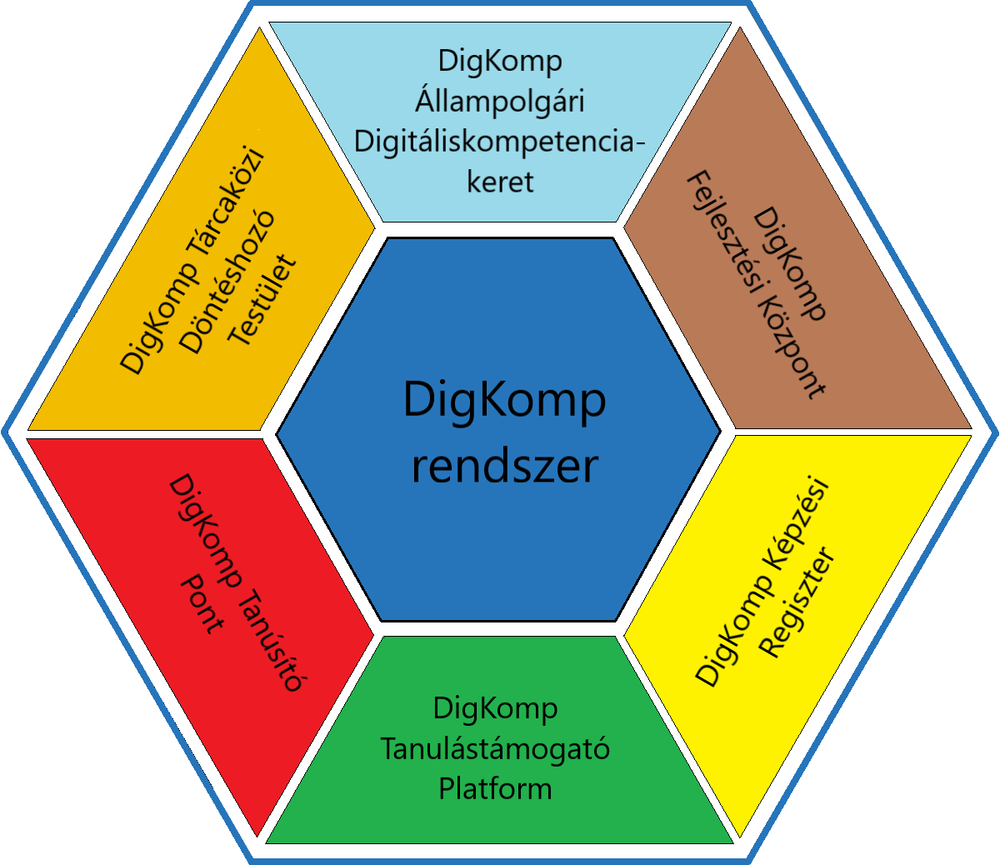 DigKomp
Állampolgári
Digitáliskompetencia-
keret
DigKomp
Fejlesztési Központ
DigKomp Képzési
Regiszter
DigKomp
Tanulástámogató
Platform
DigKomp Tanúsító
Pont
DigKomp Tárcaközi
Döntéshozó
Testület
DigKomp
rendszer